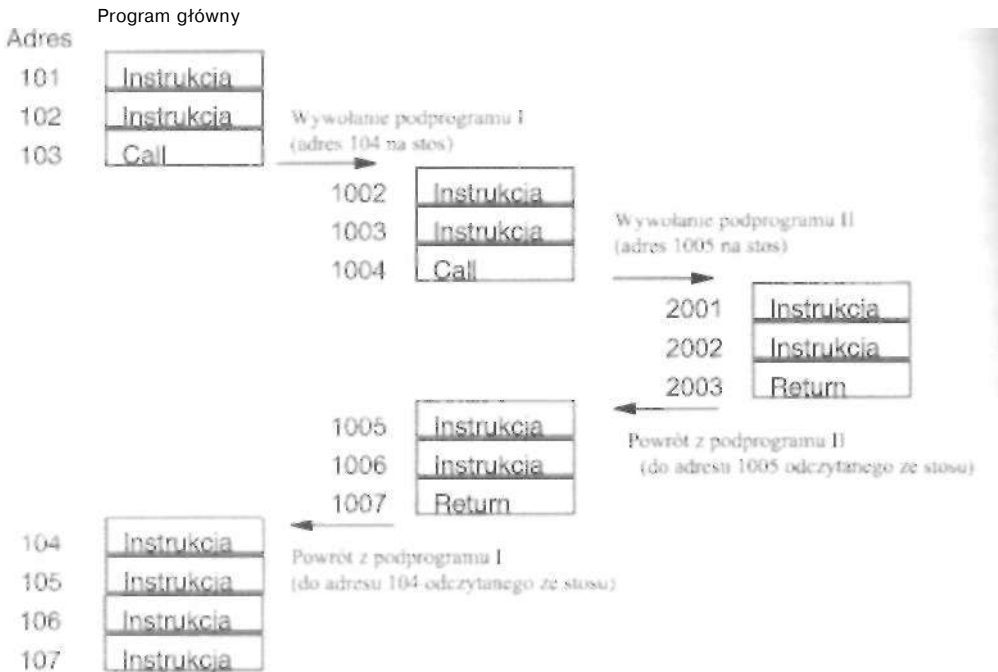 Program główny
Adres
101 Instrukcja
102 Instrukcja
103 Call
Wywołanie podprogramu I
(adres 104 na stos)
1002 Instrukcja
1003 Instrukcja
1004 Call
Wywołanie podprogramu II
(adres 1005 na stos)
2001 Instrukcja
2002 Instrukcja
2003 Return
1005 Instrukcja
1006 Instrukcja
1007 Return
Powrót z podprogramu II
(do adresu 1005 odczytanego ze stosu)
104 Instrukcja
105 Instrukcja
106 Instrukcja
107 Instrukcja
Powrót z podprogramu I
(do adresu 104 odczytanego ze stosu)